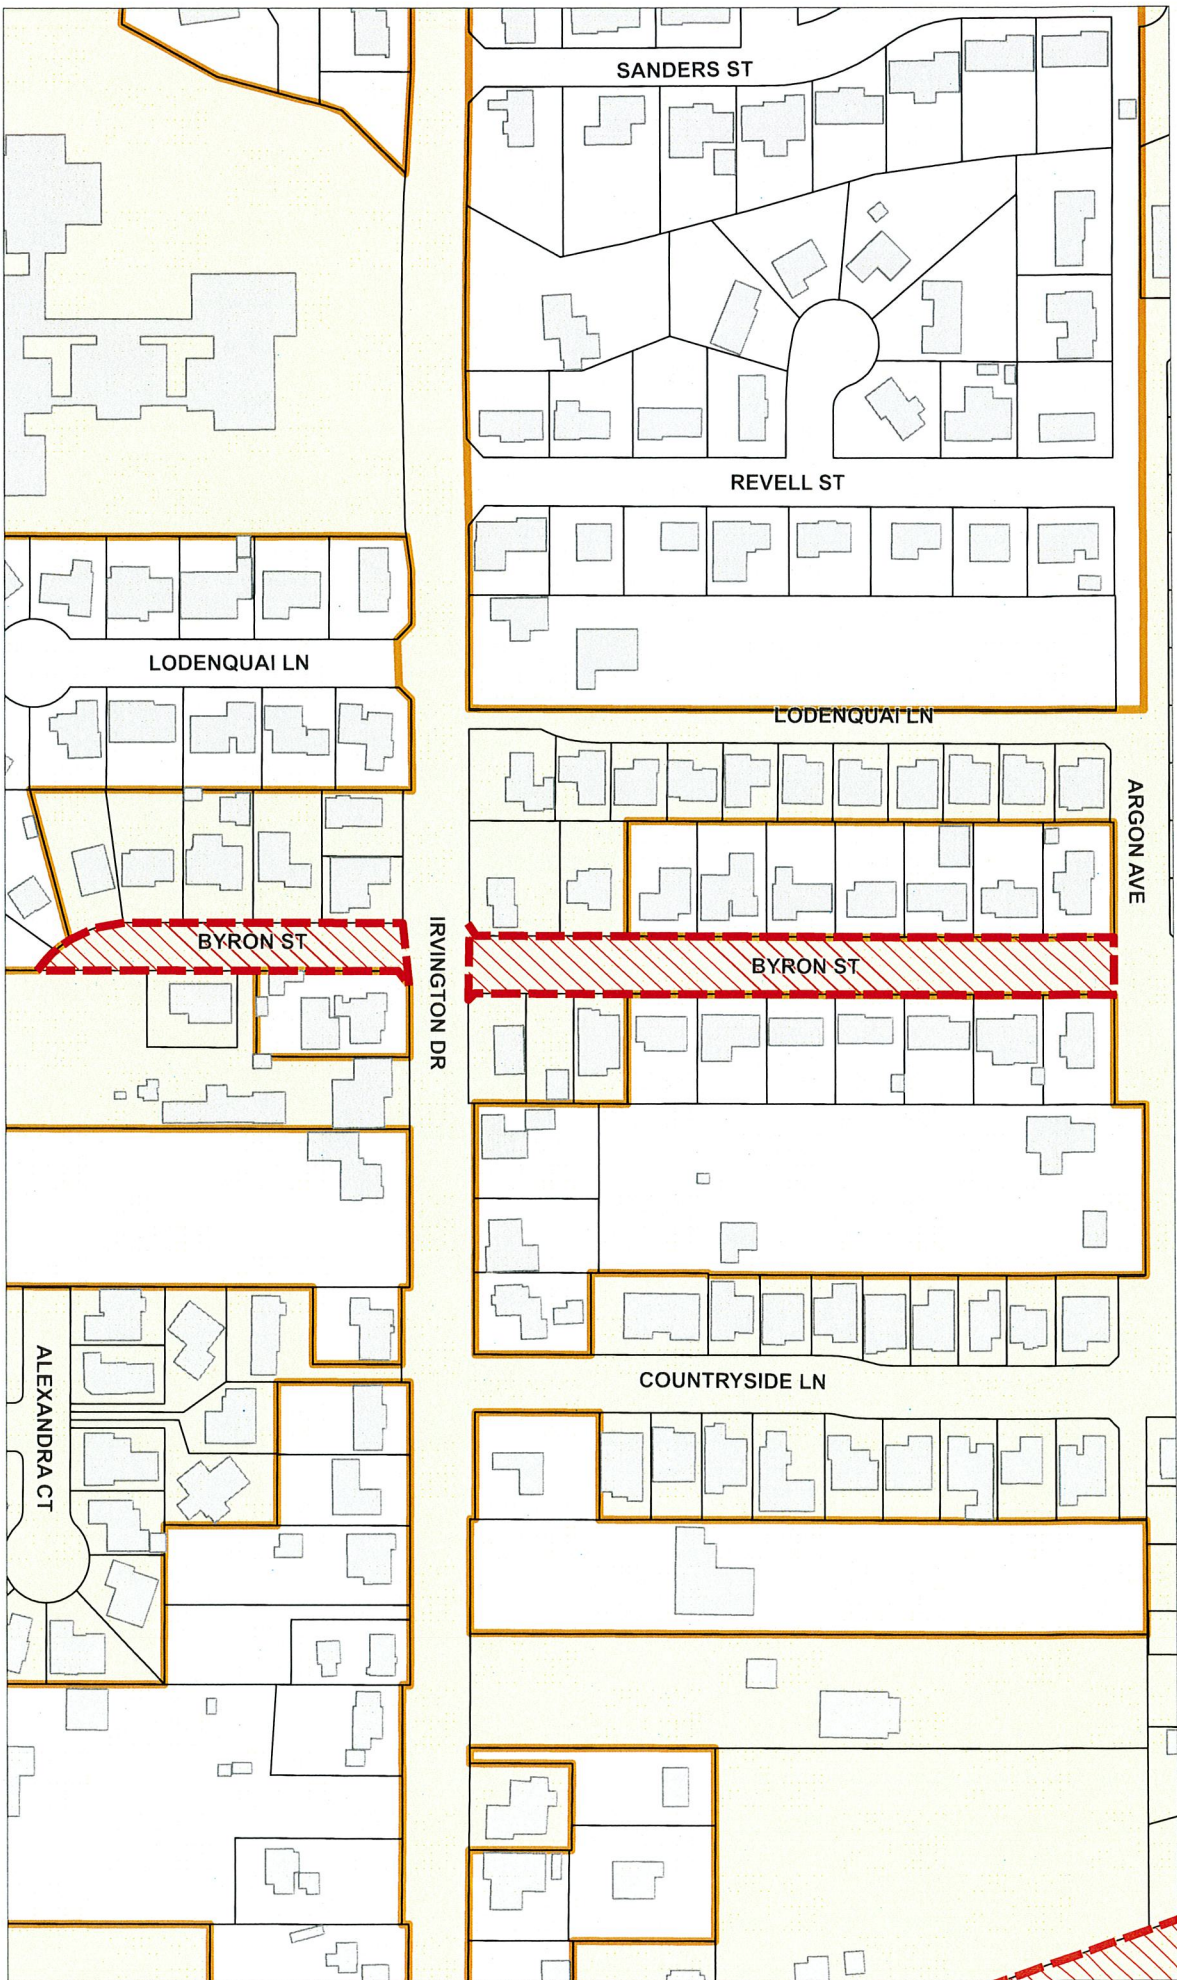 SANDERS ST
REVELL ST
LODENQUAI LN
LODENQUAI LN
ARGON AVE
BYRON ST
IRVINGTON DR
BYRON ST
ALEXANDRA CT
COUNTRYSIDE LN